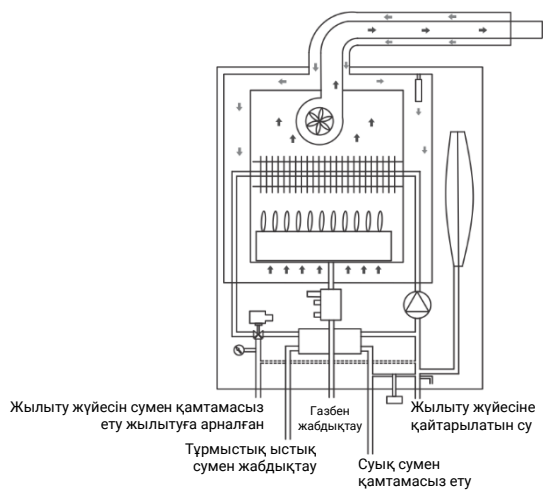 Жылыту жүйесін сумен қамтамасыз
ету жылытуға арналған
Газбен
жабдықтау
Жылыту жүйесіне
қайтарылатын су
Тұрмыстық ыстық
сумен жабдықтау
Суық сумен
қамтамасыз ету